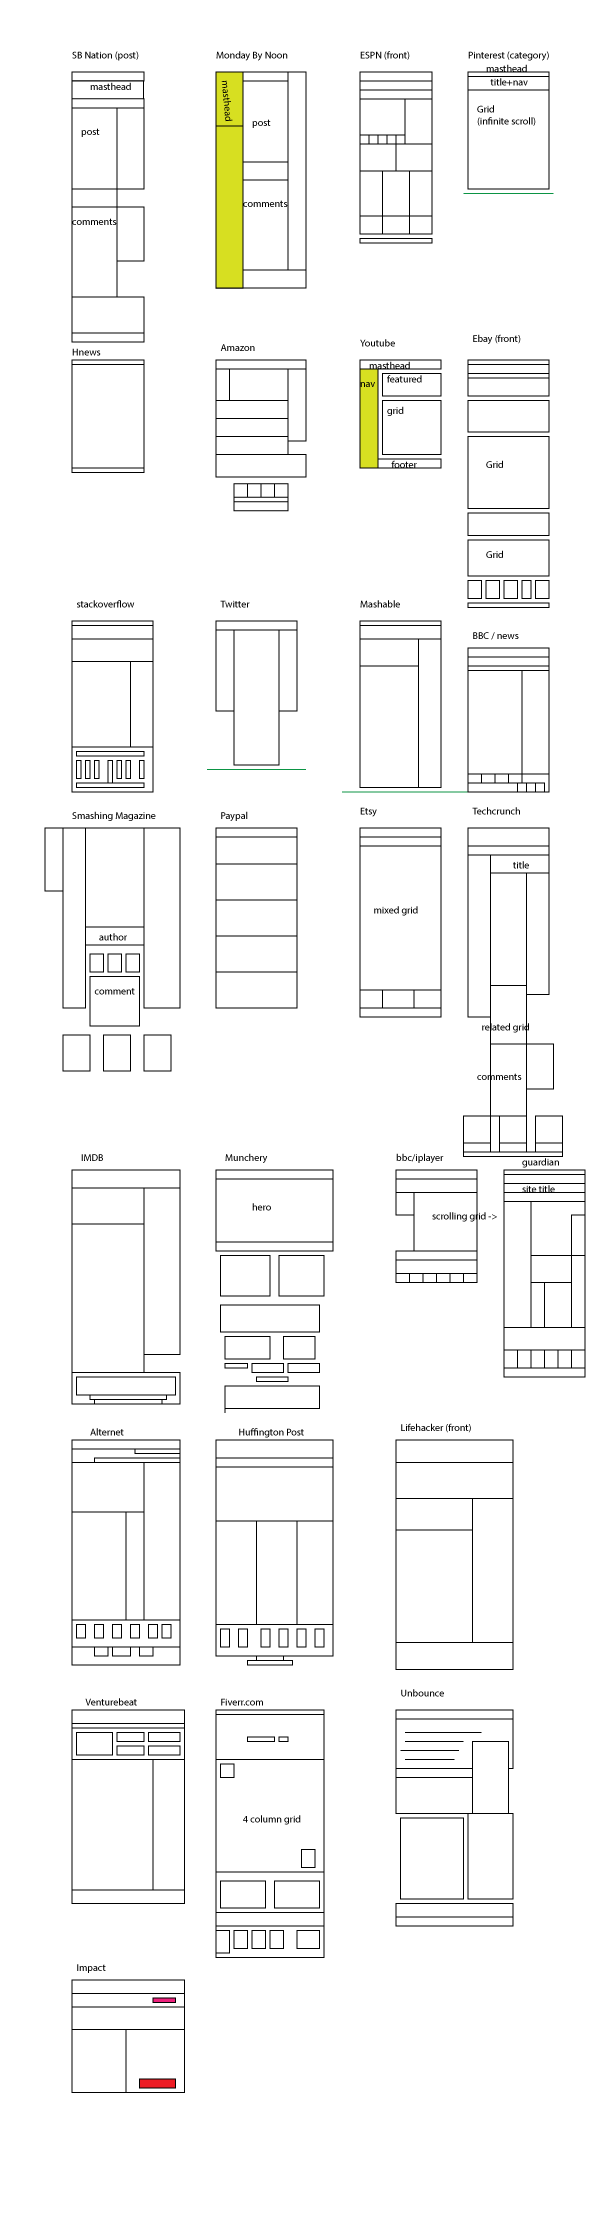 SB Nation (post)
masthead
post
comments
Monday By Noon
masthead
post
comments
ESPN (front)
Pinterest (category)
masthead
title+nav
Grid
(infinite scroll)
Hnews
Amazon
Youtube
masthead
nav
featured
grid
footer
Ebay (front)
Grid
Grid
stackoverflow
Twitter
Mashable
BBC / news
Smashing Magazine
author
comment
Paypal
Etsy
mixed grid
Techcrunch
title
related grid
comments
IMDB
Munchery
hero
bbc/iplayer
scrolling grid ->
guardian
site title
Alternet
Huffington Post
Lifehacker (front)
Venturebeat
Fiverr.com
4 column grid
Unbounce
Impact